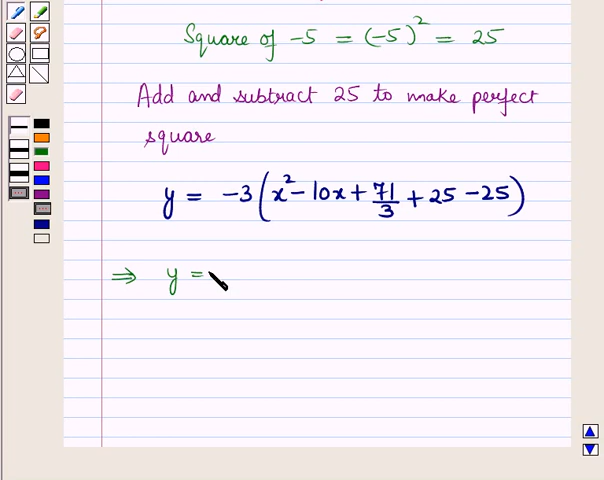 Square of -5 = (-5)² = 25
Add and subtract 25 to make perfect
square
y = -3(x² - 10x + 71/3 + 25 - 25)
⇒ y =